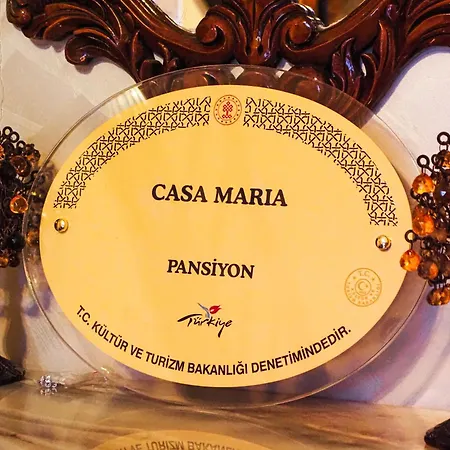 CASA MARIA
PANSİYON
Türkiye
T.C.
T.C. KÜLTÜR VE TURİZM BAKANLIĞI DENETİMİNDEDİR.